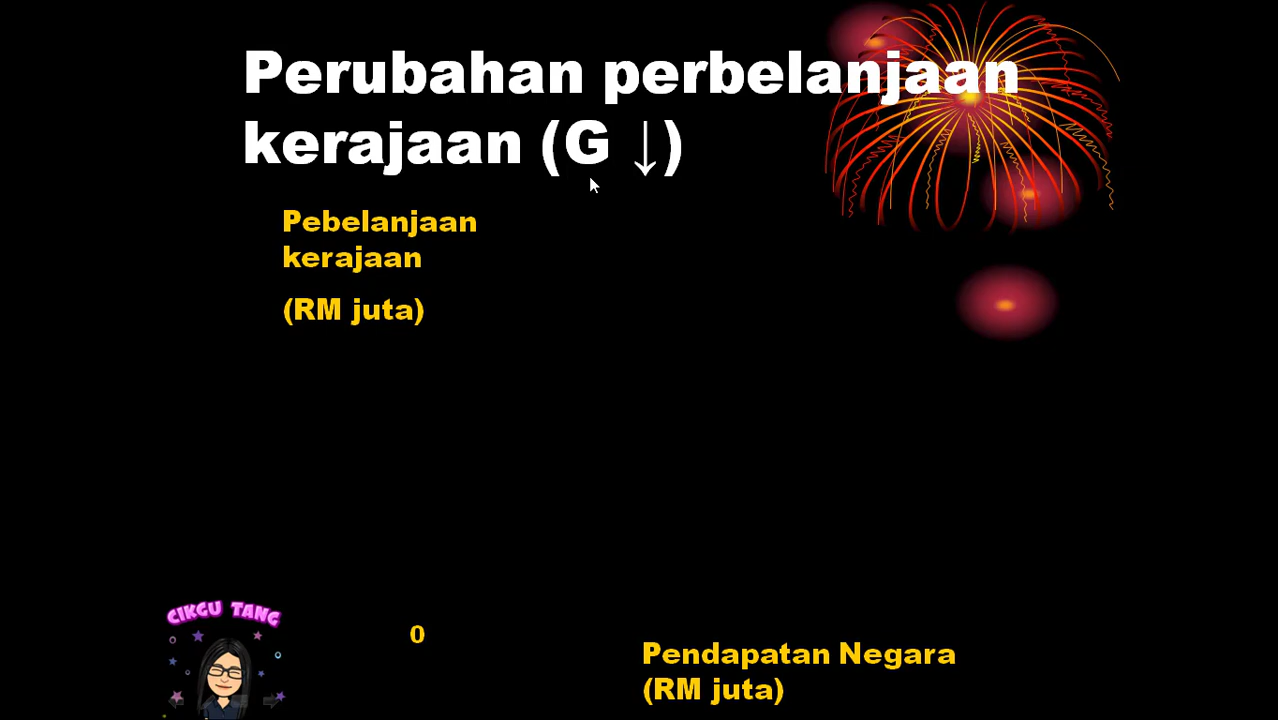 Perubahan perbelanjaan
kerajaan (G ↓)
Pebelanjaan
kerajaan
(RM juta)
CIKGU TANG
0
Pendapatan Negara
(RM juta)